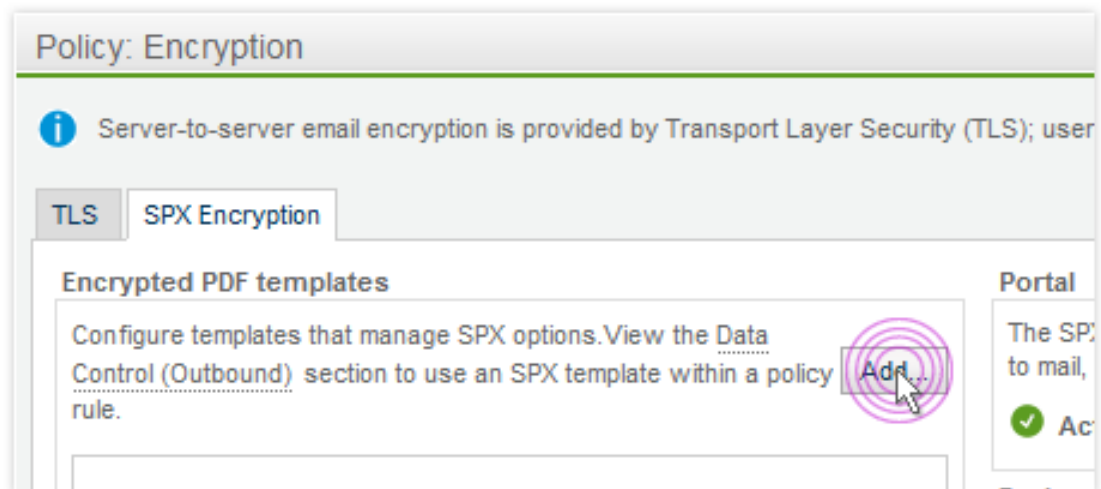 Policy: Encryption
Server-to-server email encryption is provided by Transport Layer Security (TLS); user
TLS
SPX Encryption
Encrypted PDF templates
Configure templates that manage SPX options.View the Data
Control (Outbound) section to use an SPX template within a policy
rule.
Add...
Portal
The SPX
to mail,